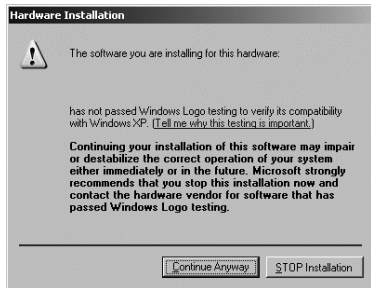 Hardware Installation
The software you are installing for this hardware:
has not passed Windows Logo testing to verify its compatibility
with Windows XP. (Tell me why this testing is important.)
Continuing your installation of this software may impair
or destabilize the correct operation of your system
either immediately or in the future. Microsoft strongly
recommends that you stop this installation now and
contact the hardware vendor for software that has
passed Windows Logo testing.
Continue Anyway
STOP Installation